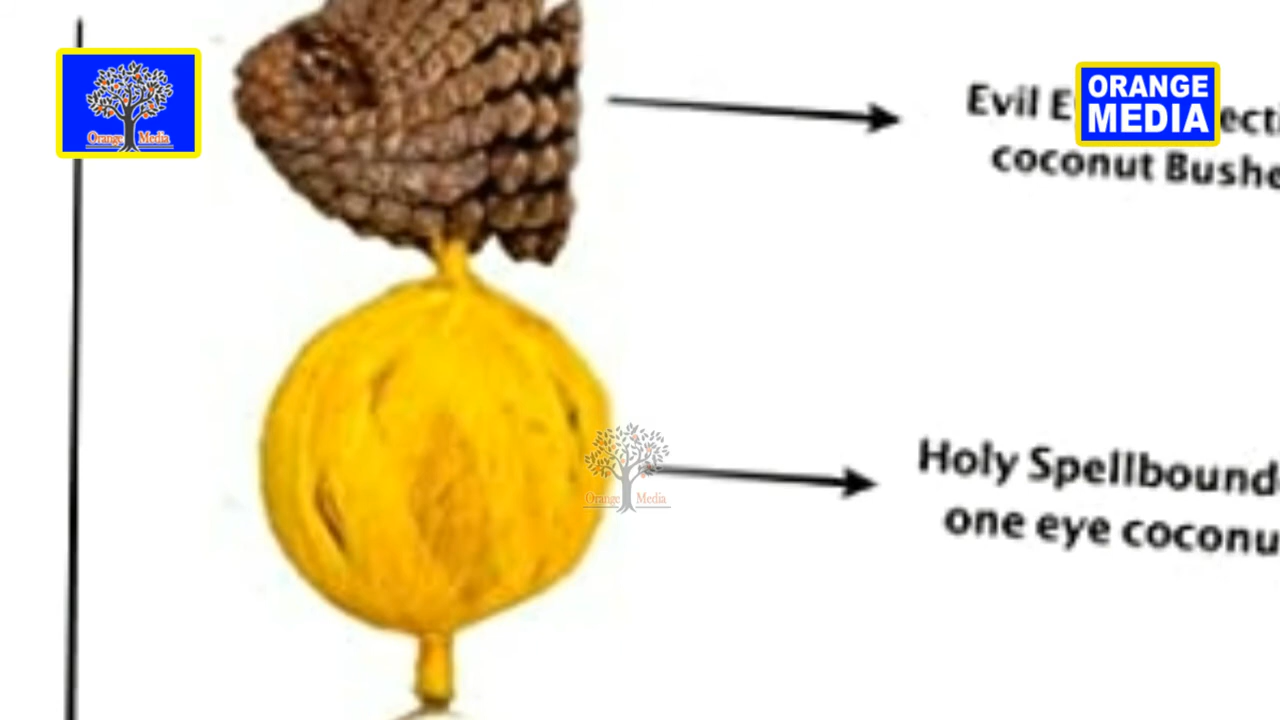 Orange Media
ORANGE
MEDIA
Evil E
coconut Bushe
Holy Spellbound
one eye coconu
Orange Media